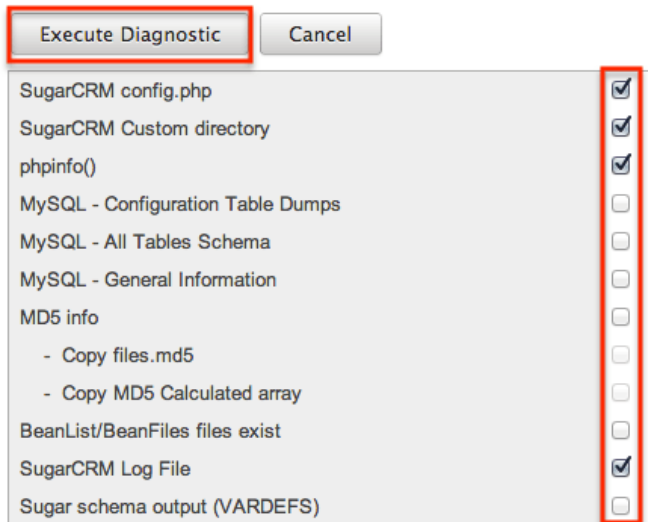 Execute Diagnostic Cancel
SugarCRM config.php
SugarCRM Custom directory
phpinfo()
MySQL - Configuration Table Dumps
MySQL - All Tables Schema
MySQL - General Information
MD5 info
- Copy files.md5
- Copy MD5 Calculated array
BeanList/BeanFiles files exist
SugarCRM Log File
Sugar schema output (VARDEFS)